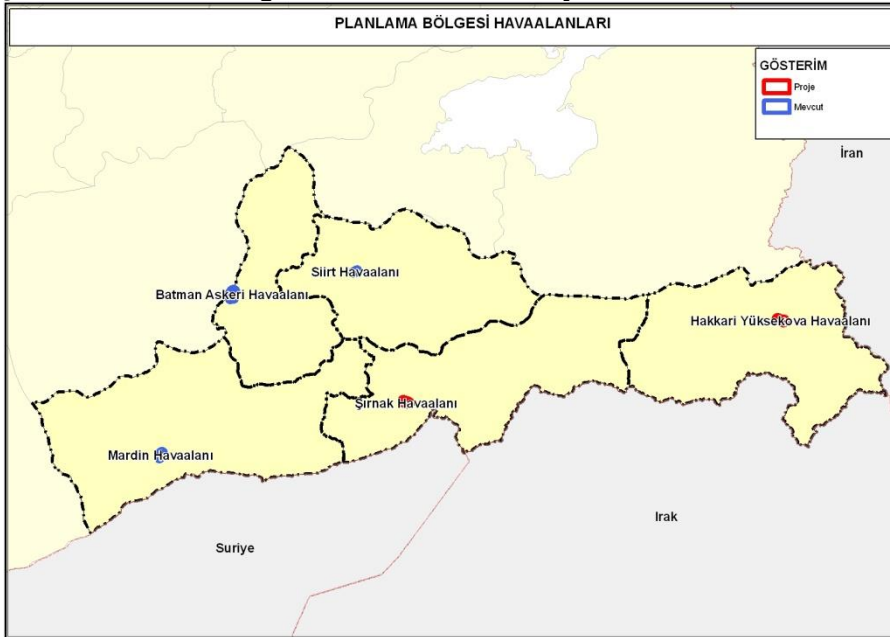 PLANLAMA BÖLGESİ HAVAALANLARI
GÖSTERİM
Proje
Mevcut
İran
Siirt Havaalanı
Batman Askeri Havaalanı
Hakkari Yüksekova Havaalanı
Şırnak Havaalanı
Mardin Havaalanı
Irak
Suriye